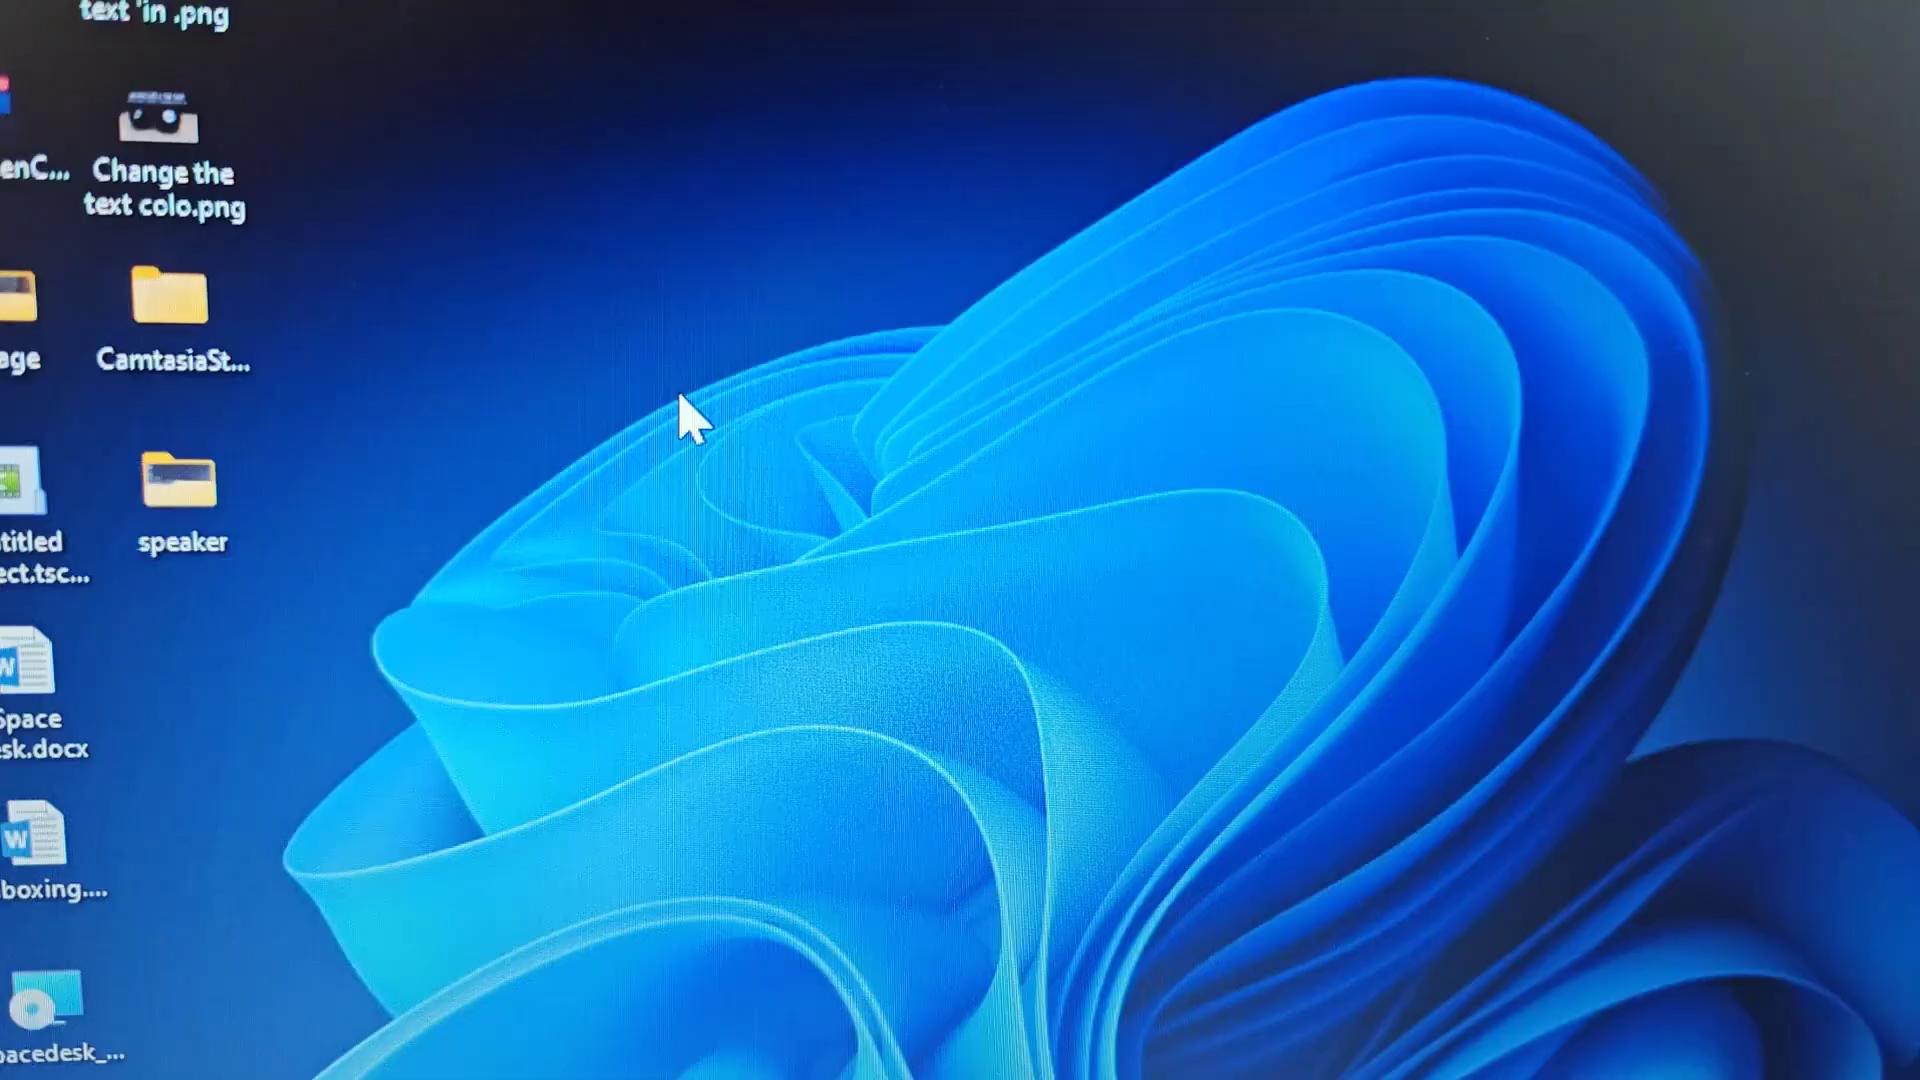 text 'in .png
enC...
Change the
text colo.png
age
CamtasiaSt...
titled
ect.tsc...
speaker
Space
esk.docx
boxing....
pacedesk_...